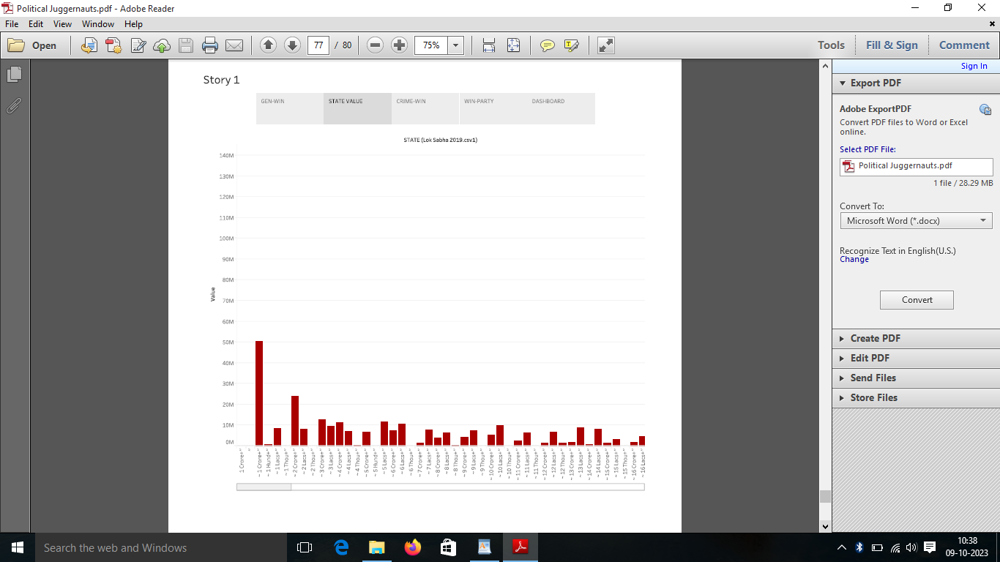 Political Juggernauts.pdf - Adobe Reader
File Edit View Window Help
Open 77 / 80 75% Tools Fill & Sign Comment
Sign In
Export PDF
Adobe ExportPDF
Convert PDF files to Word or Excel
online.
Select PDF File:
Political Juggernauts.pdf
1 file / 28.29 MB
Convert To:
Microsoft Word (*.docx)
Recognize Text in English(U.S.)
Change
Convert
Create PDF
Edit PDF
Send Files
Store Files
Story 1
GEN-WIN STATE VALUE CRIME-WIN WIN-PARTY DASHBOARD
STATE (Lok Sabha 2019.csv1)
Value
140M
130M
120M
110M
100M
90M
80M
70M
60M
50M
40M
30M
20M
10M
0M
1 Crore+"
"
~ 1 Crore+"
~ 1 Hund+"
~ 1 Lacs+"
~ 1 Thou+"
~ 2 Crore+"
~ 2 Lacs+"
~ 2 Thou+"
~ 3 Crore+"
~ 3 Lacs+"
~ 4 Crore+"
~ 4 Lacs+"
~ 4 Thou+"
~ 5 Crore+"
~ 5 Hund+"
~ 5 Lacs+"
~ 6 Crore+"
~ 6 Lacs+"
~ 6 Thou+"
~ 7 Crore+"
~ 7 Lacs+"
~ 8 Crore+"
~ 8 Lacs+"
~ 8 Thou+"
~ 9 Crore+"
~ 9 Lacs+"
~ 9 Thou+"
~ 10 Crore+"
~ 10 Lacs+"
~ 10 Thou+"
~ 11 Crore+"
~ 11 Lacs+"
~ 11 Thou+"
~ 12 Crore+"
~ 12 Lacs+"
~ 12 Thou+"
~ 13 Crore+"
~ 13 Lacs+"
~ 14 Crore+"
~ 14 Lacs+"
~ 15 Crore+"
~ 15 Lacs+"
~ 15 Thou+"
~ 16 Crore+"
~ 16 Lacs+"
Search the web and Windows
10:38
09-10-2023